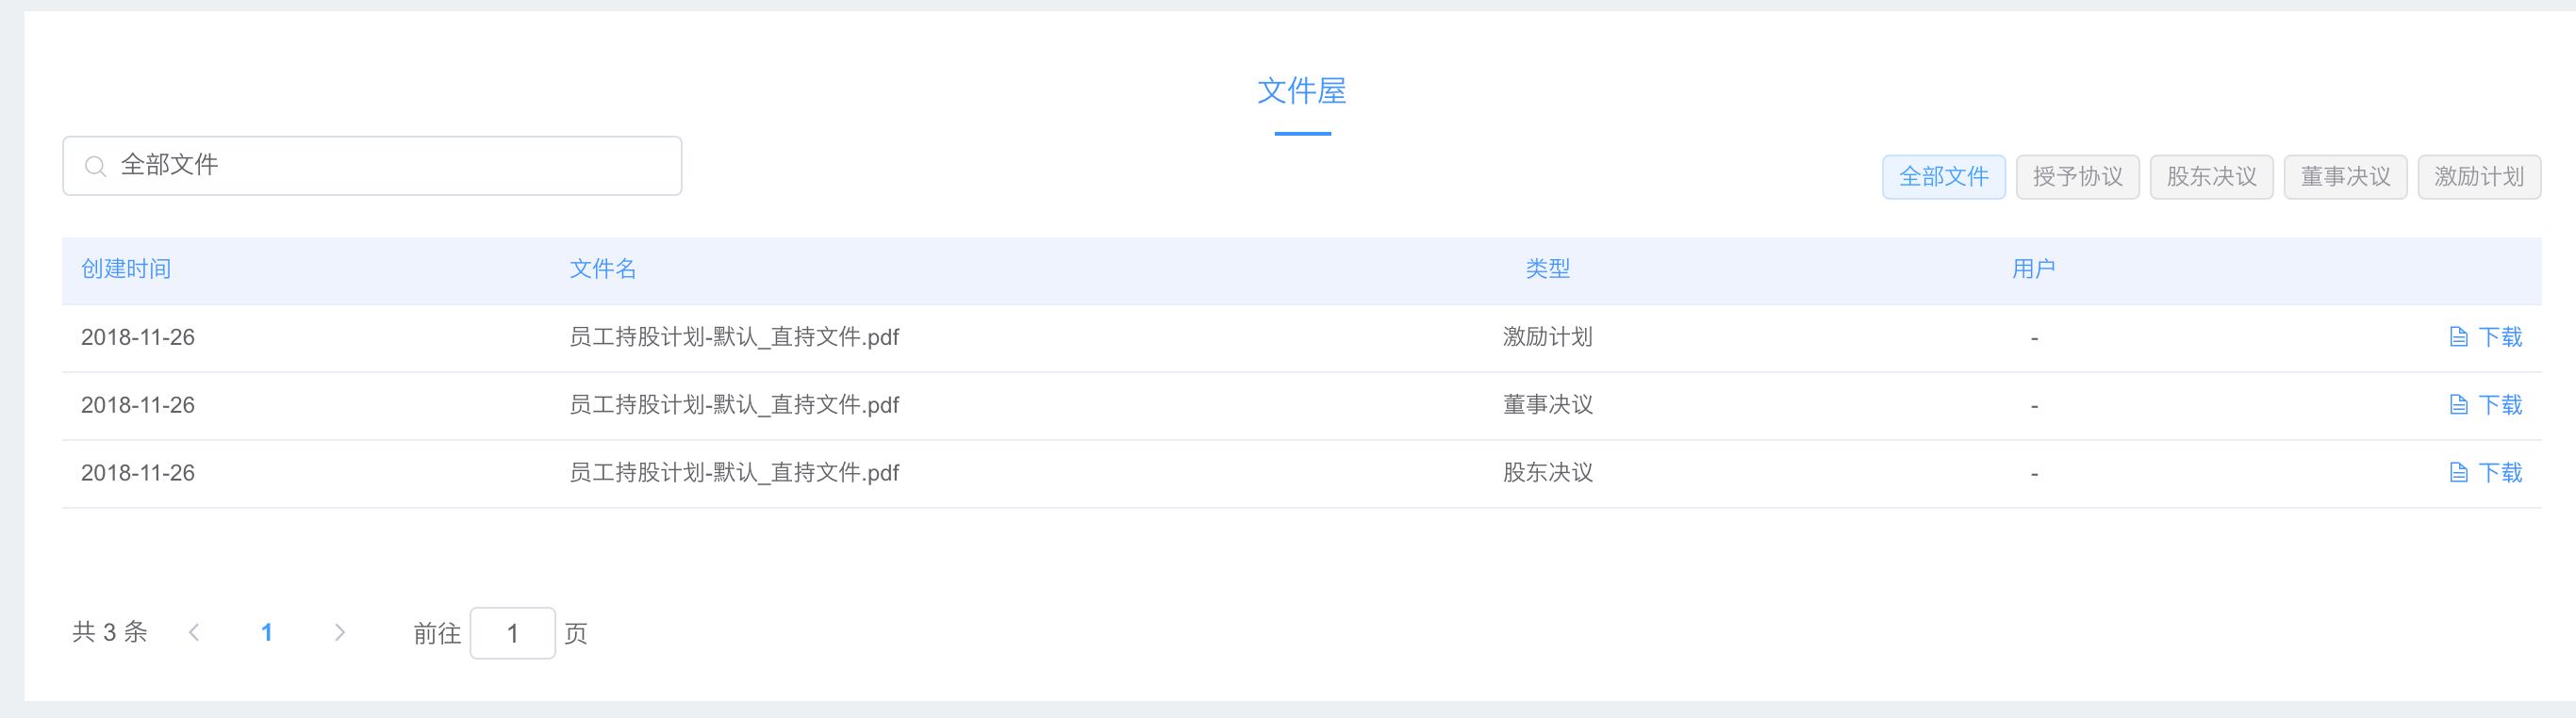 文件屋
全部文件
全部文件 授予协议 股东决议 董事决议 激励计划
创建时间 文件名 类型 用户
2018-11-26 员工持股计划-默认_直持文件.pdf 激励计划 - 下载
2018-11-26 员工持股计划-默认_直持文件.pdf 董事决议 - 下载
2018-11-26 员工持股计划-默认_直持文件.pdf 股东决议 - 下载
共 3 条 1 前往 1 页